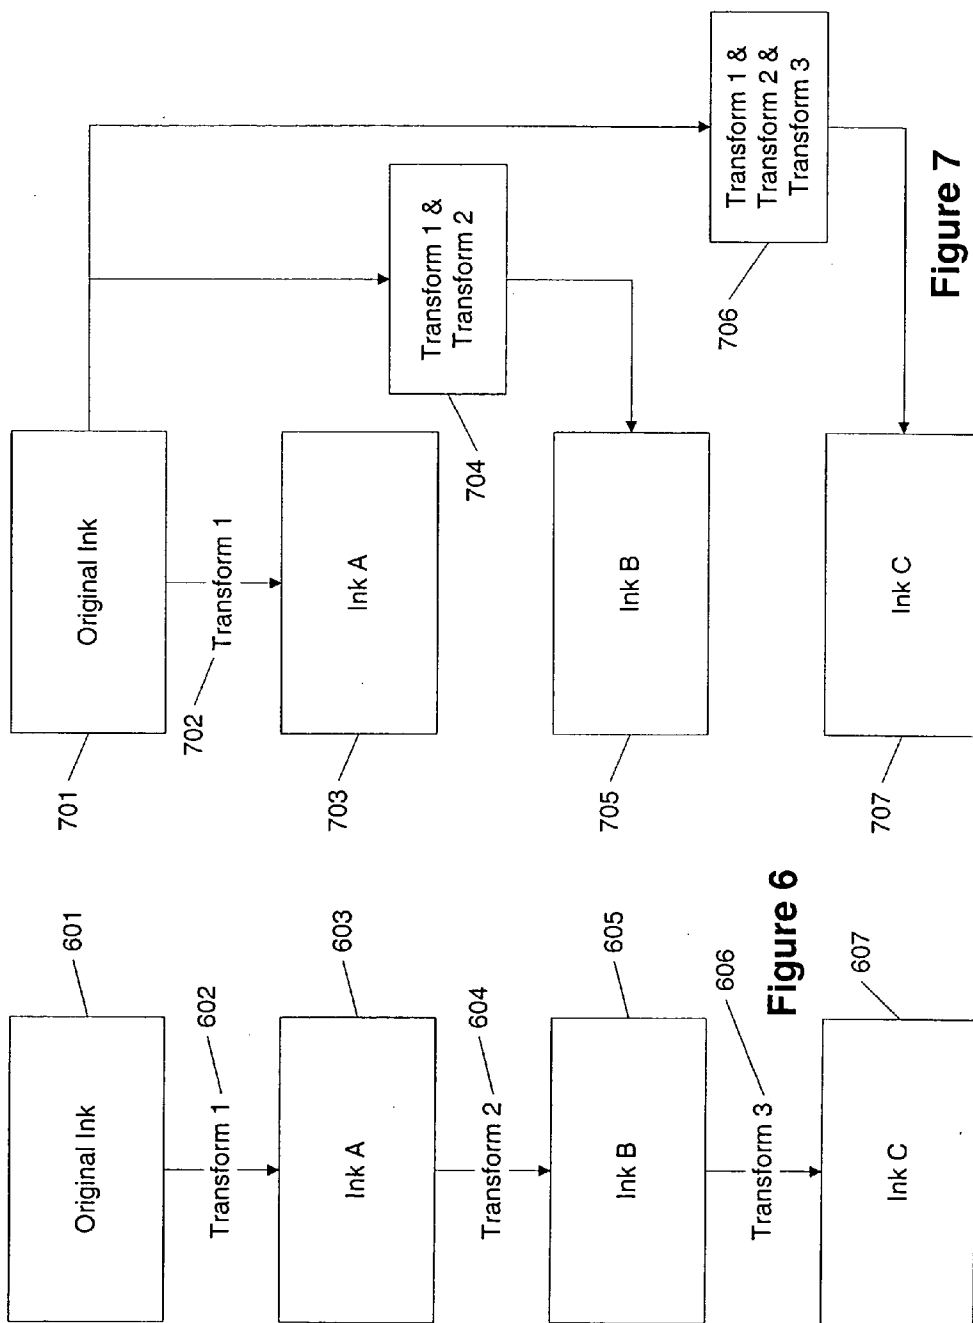 Original Ink
601
Transform 1
602
Ink A
603
Transform 2
604
Ink B
605
Transform 3
606
Ink C
607
Figure 6
Original Ink
701
702
Transform 1
Ink A
703
Transform 1 &
Transform 2
704
Ink B
705
Transform 1 &
Transform 2 &
Transform 3
706
Ink C
707
Figure 7